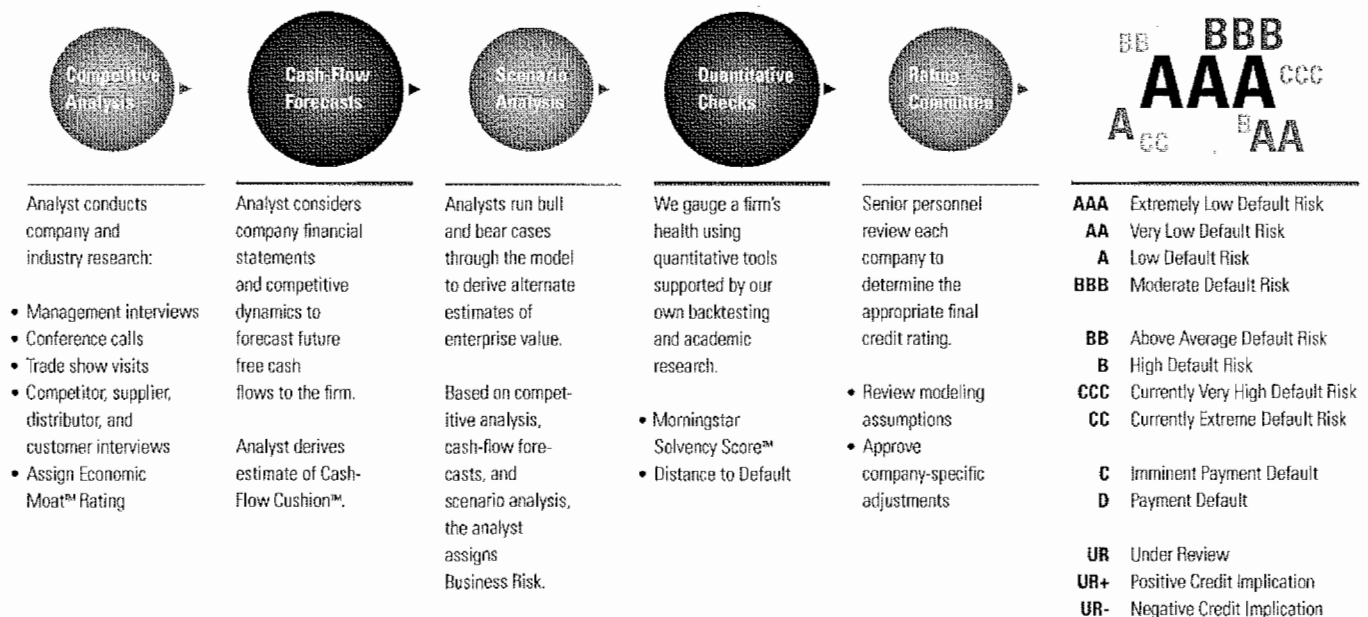 Competitive
Analysis
Cash-Flow
Forecasts
Scenario
Analysis
Quantitative
Checks
Rating
Committee
BB
BBB
AAA
CCC
A
CC
B
AA
Analyst conducts
company and
industry research:
• Management interviews
• Conference calls
• Trade show visits
• Competitor, supplier,
distributor, and
customer interviews
• Assign Economic
Moat™ Rating
Analyst considers
company financial
statements
and competitive
dynamics to
forecast future
free cash
flows to the firm.
Analyst derives
estimate of Cash-
Flow Cushion™.
Analysts run bull
and bear cases
through the model
to derive alternate
estimates of
enterprise value.
Based on compet-
itive analysis,
cash-flow fore-
casts, and
scenario analysis,
the analyst
assigns
Business Risk.
We gauge a firm's
health using
quantitative tools
supported by our
own backtesting
and academic
research.
• Morningstar
Solvency Score™
• Distance to Default
Senior personnel
review each
company to
determine the
appropriate final
credit rating.
• Review modeling
assumptions
• Approve
company-specific
adjustments
AAA Extremely Low Default Risk
AA Very Low Default Risk
A Low Default Risk
BBB Moderate Default Risk
BB Above Average Default Risk
B High Default Risk
CCC Currently Very High Default Risk
CC Currently Extreme Default Risk
C Imminent Payment Default
D Payment Default
UR Under Review
UR+ Positive Credit Implication
UR- Negative Credit Implication